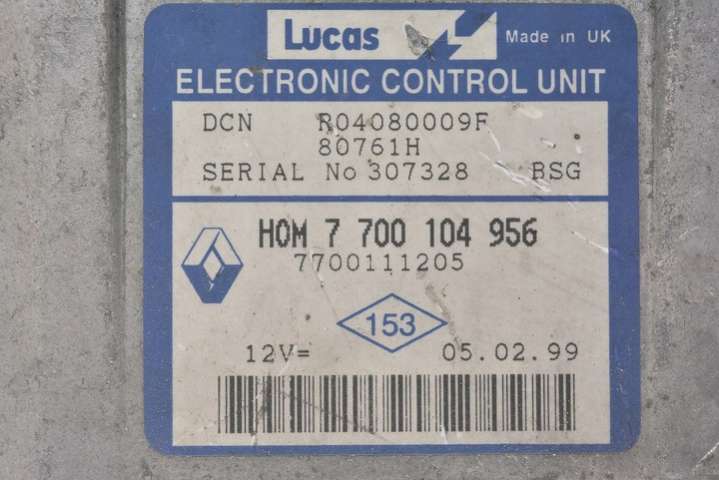 Lucas Made in UK
ELECTRONIC CONTROL UNIT
DCN R04080009F
80761H
SERIAL No 307328 BSG
HOM 7 700 104 956
7700111205
153
12V= 05.02.99